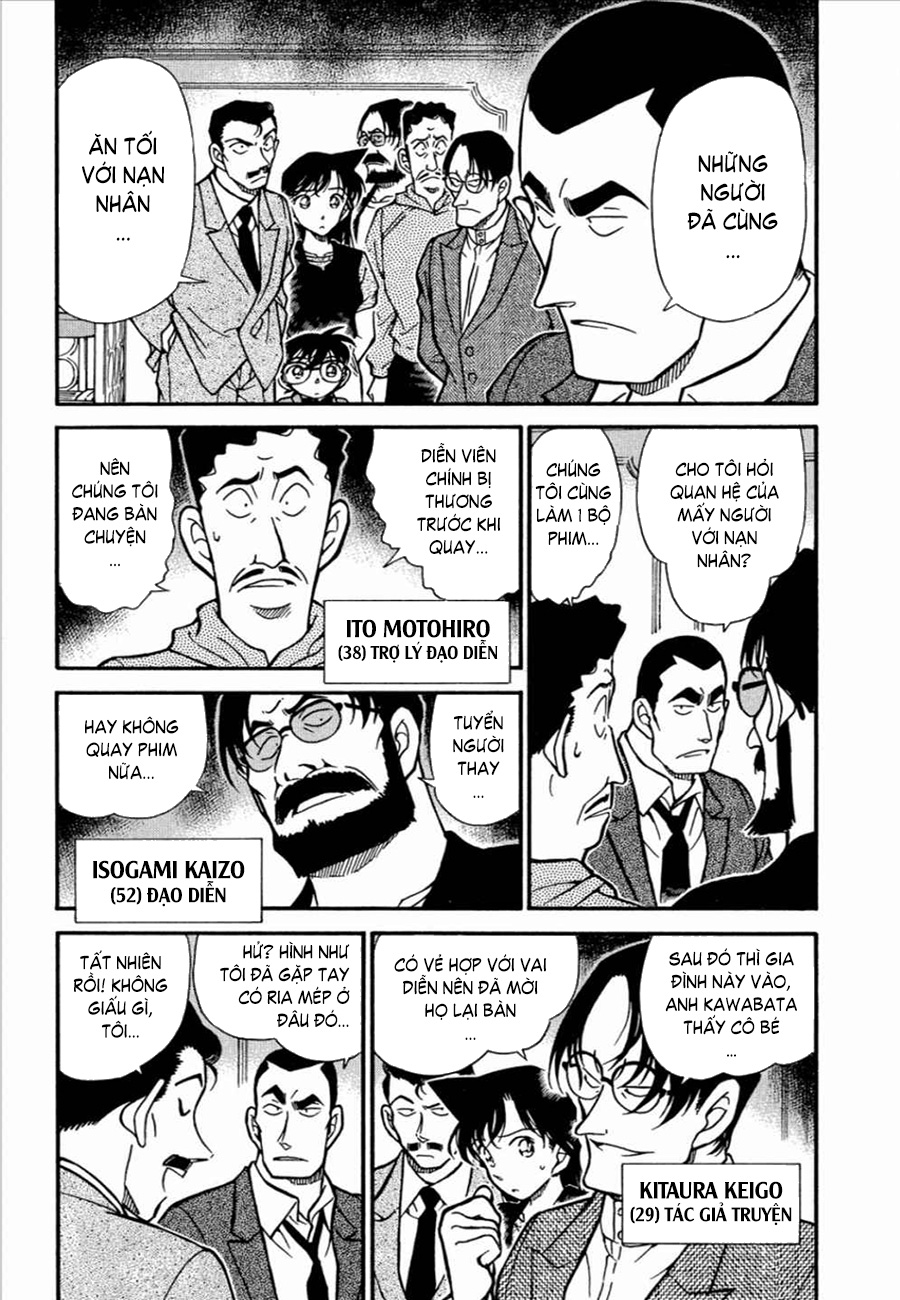 NHỮNG
NGƯỜI
ĐÃ CÙNG
...
ĂN TỐI
VỚI NẠN
NHÂN
...
CHO TÔI HỎI
QUAN HỆ CỦA
MẤY NGƯỜI
VỚI NẠN
NHÂN?
CHÚNG
TÔI CÙNG
LÀM 1 BỘ
PHIM...
DIỄN VIÊN
CHÍNH BỊ
THƯƠNG
TRƯỚC KHI
QUAY...
NÊN
CHÚNG TÔI
ĐANG BÀN
CHUYỆN
...
ITO MOTOHIRO
(38) TRỢ LÝ ĐẠO DIỄN
TUYỂN
NGƯỜI
THAY
...
HAY KHÔNG
QUAY PHIM
NỮA...
ISOGAMI KAIZO
(52) ĐẠO DIỄN
SAU ĐÓ THÌ GIA
ĐÌNH NÀY VÀO,
ANH KAWABATA
THẤY CÔ BÉ
...
CÓ VẺ HỢP VỚI VAI
DIỄN NÊN ĐÃ MỜI
HỌ LẠI BÀN
...
KITAURA KEIGO
(29) TÁC GIẢ TRUYỆN
HỬ? HÌNH NHƯ
TÔI ĐÃ GẶP TAY
CÓ RIA MÉP Ở
ĐÂU ĐÓ...
TẤT NHIÊN
RỒI! KHÔNG
GIẤU GÌ,
TÔI...